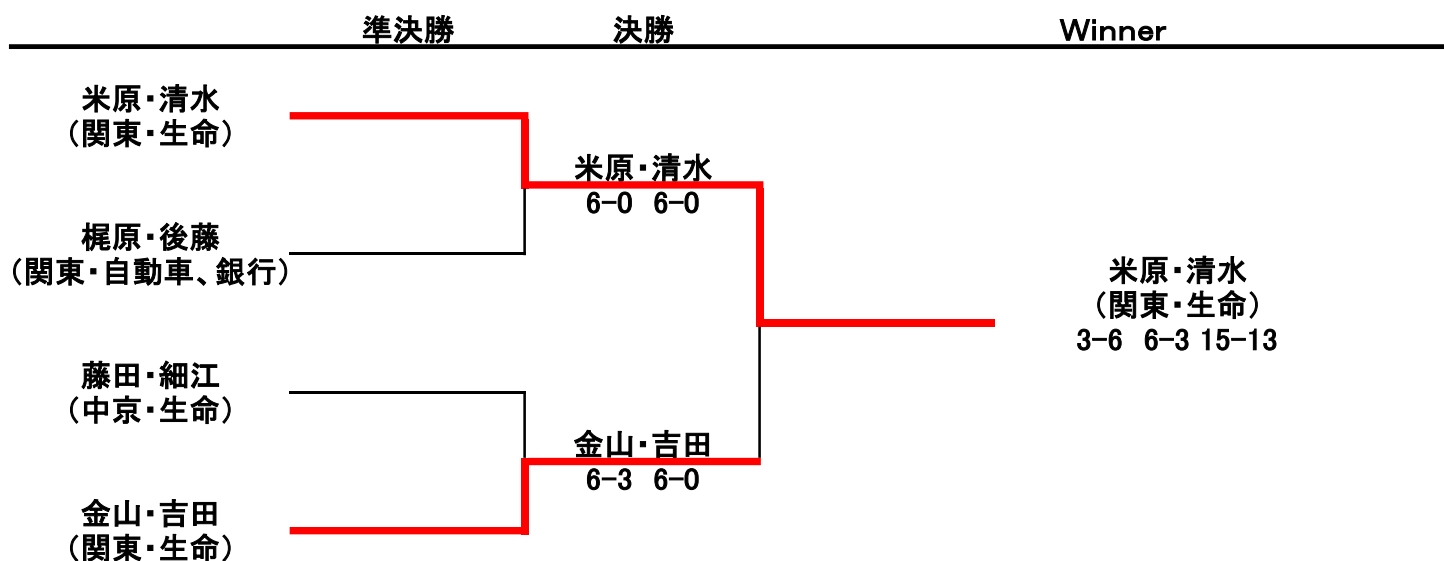 準決勝 決勝 Winner
米原・清水
（関東・生命）
米原・清水
6-0 6-0
梶原・後藤
（関東・自動車、銀行）
米原・清水
（関東・生命）
3-6 6-3 15-13
藤田・細江
（中京・生命）
金山・吉田
6-3 6-0
金山・吉田
（関東・生命）